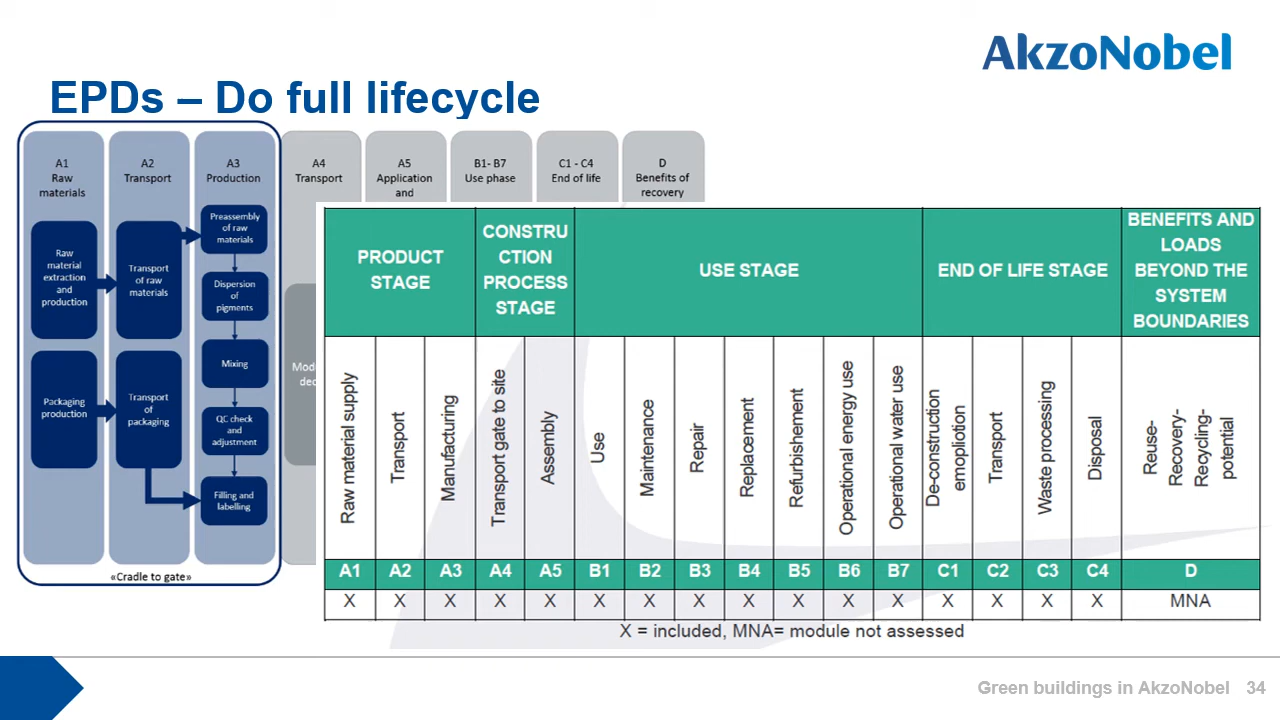 AkzoNobel
EPDs – Do full lifecycle
A1
Raw
materials
A2
Transport
A3
Production
A4
Transport
A5
Application
and
B1- B7
Use phase
C1 - C4
End of life
D
Benefits of
recovery
Raw
material
extraction
and
production
Packaging
production
Transport
of raw
materials
Transport
of
packaging
Preassembly
of raw
materials
Dispersion
of
pigments
Mixing
QC check
and
adjustment
Filling and
labelling
«Cradle to gate»
PRODUCT
STAGE
CONSTRU
CTION
PROCESS
STAGE
USE STAGE
END OF LIFE STAGE
BENEFITS AND
LOADS
BEYOND THE
SYSTEM
BOUNDARIES
Raw material supply
Transport
Manufacturing
Transport gate to site
Assembly
Use
Maintenance
Repair
Replacement
Refurbishement
Operational energy use
Operational water use
De-construction
emopliotion
Transport
Waste processing
Disposal
Reuse-
Recovery-
Recycling-
potential
A1 A2 A3 A4 A5 B1 B2 B3 B4 B5 B6 B7 C1 C2 C3 C4 D
X X X X X X X X X X X X X X X X MNA
X = included, MNA= module not assessed
Green buildings in AkzoNobel 34